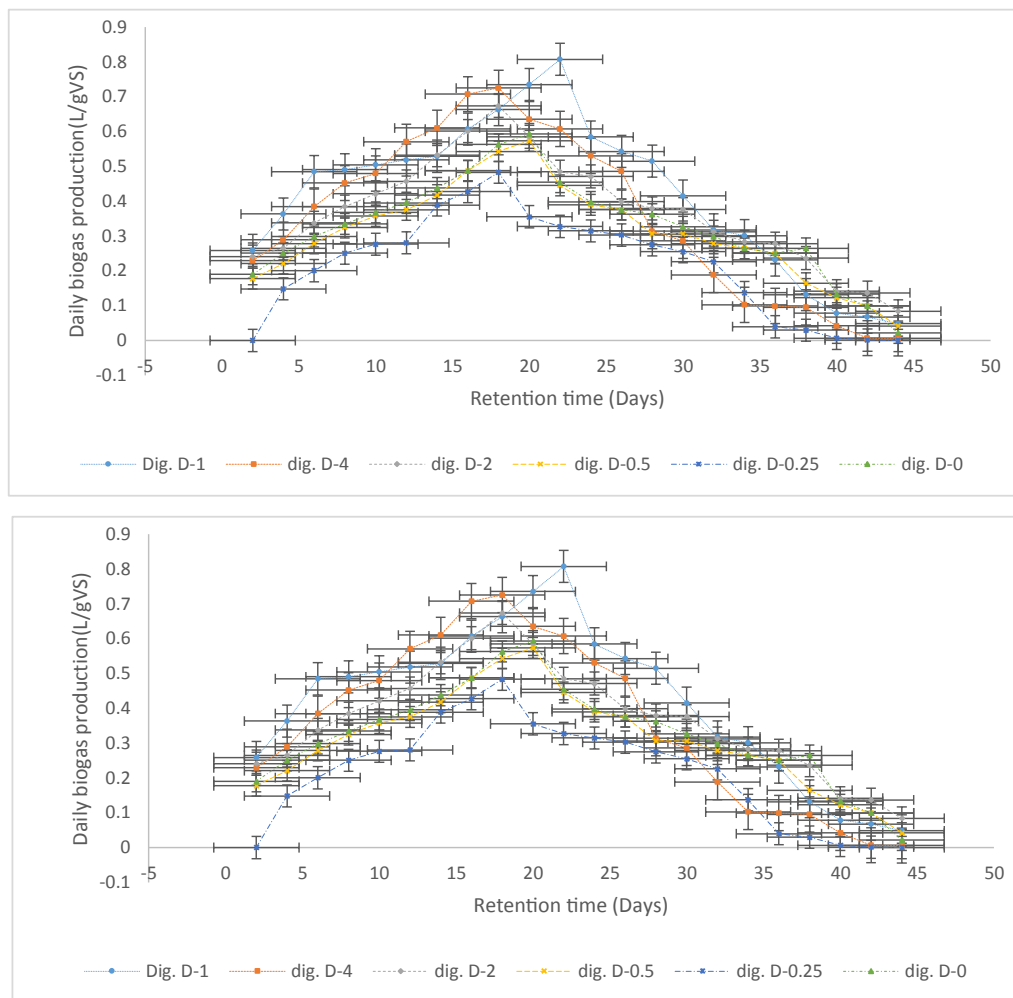 0.9
0.8
0.7
0.6
0.5
0.4
0.3
0.2
0.1
0
-0.1
Daily biogas production(L/gVS)
-5 0 5 10 15 20 25 30 35 40 45 50
Retention time (Days)
Dig. D-1 dig. D-4 dig. D-2 dig. D-0.5 dig. D-0.25 dig. D-0
0.9
0.8
0.7
0.6
0.5
0.4
0.3
0.2
0.1
0
-0.1
Daily biogas production(L/gVS)
-5 0 5 10 15 20 25 30 35 40 45 50
Retention time (Days)
Dig. D-1 dig. D-4 dig. D-2 dig. D-0.5 dig. D-0.25 dig. D-0